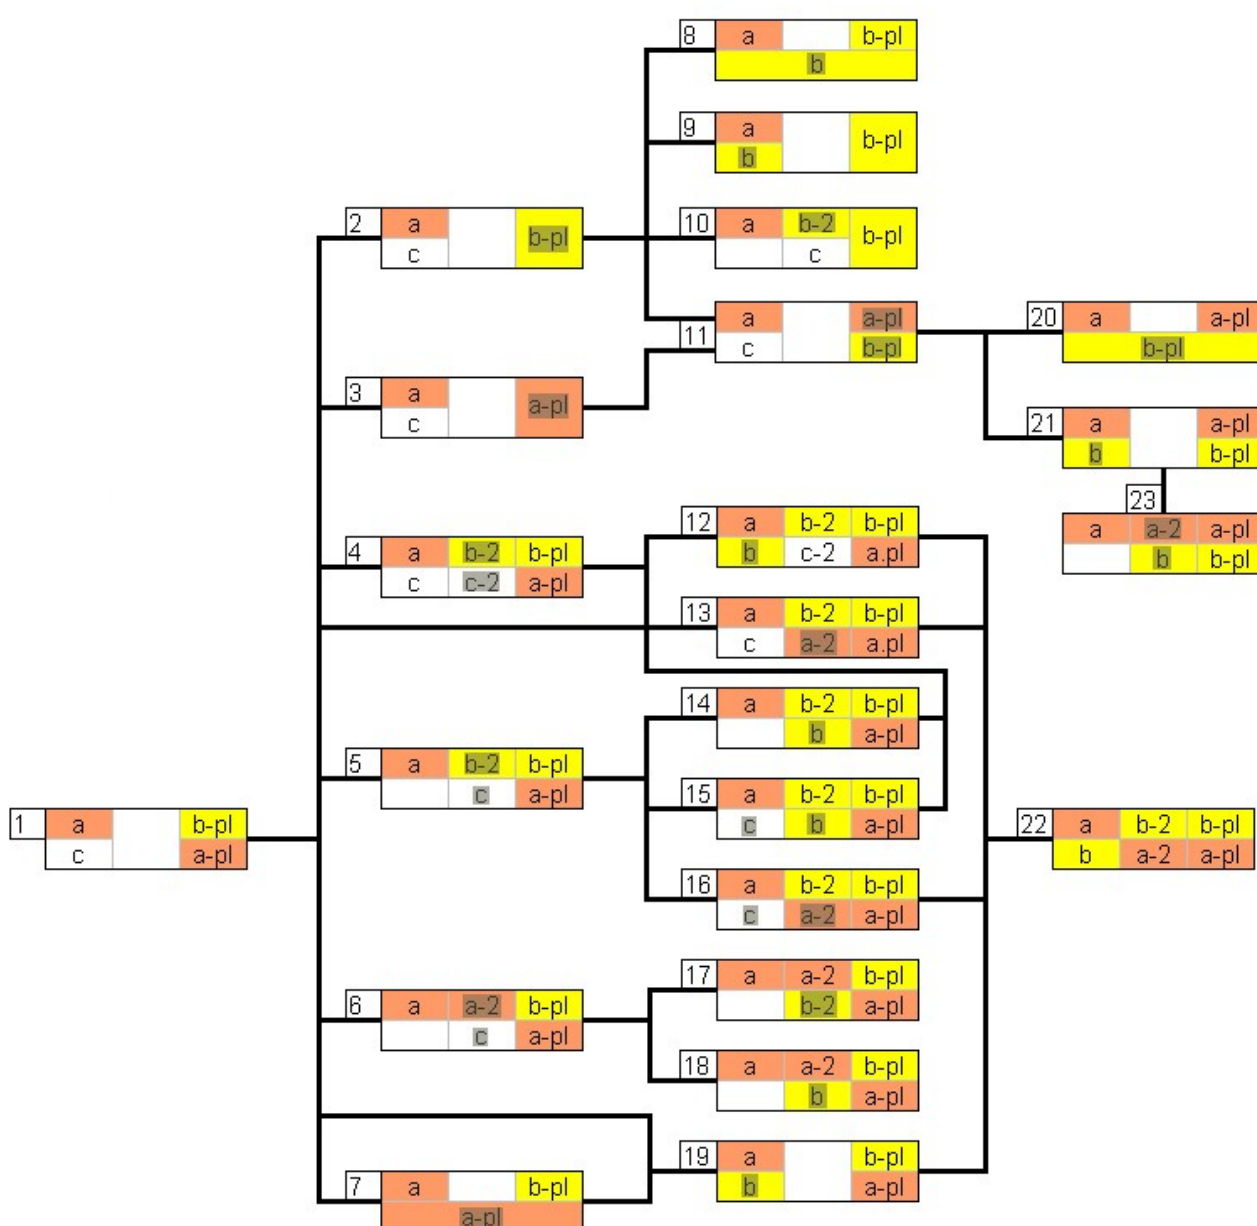 8 a b-pl
b
9 a b-pl
b
2 a b-pl
c
10 a b-2 b-pl
c
11 a a-pl
c b-pl
20 a a-pl
b-pl
3 a a-pl
c
21 a a-pl
b b-pl
23
a a-2 a-pl
b b-pl
4 a b-2 b-pl
c c-2 a-pl
12 a b-2 b-pl
b c-2 a.pl
13 a b-2 b-pl
c a-2 a.pl
14 a b-2 b-pl
b a-pl
5 a b-2 b-pl
c a-pl
15 a b-2 b-pl
c b a-pl
1 a b-pl
c a-pl
22 a b-2 b-pl
b a-2 a-pl
16 a b-2 b-pl
c a-2 a-pl
17 a a-2 b-pl
b-2 a-pl
6 a a-2 b-pl
c a-pl
18 a a-2 b-pl
b a-pl
19 a b-pl
b a-pl
7 a b-pl
a-pl